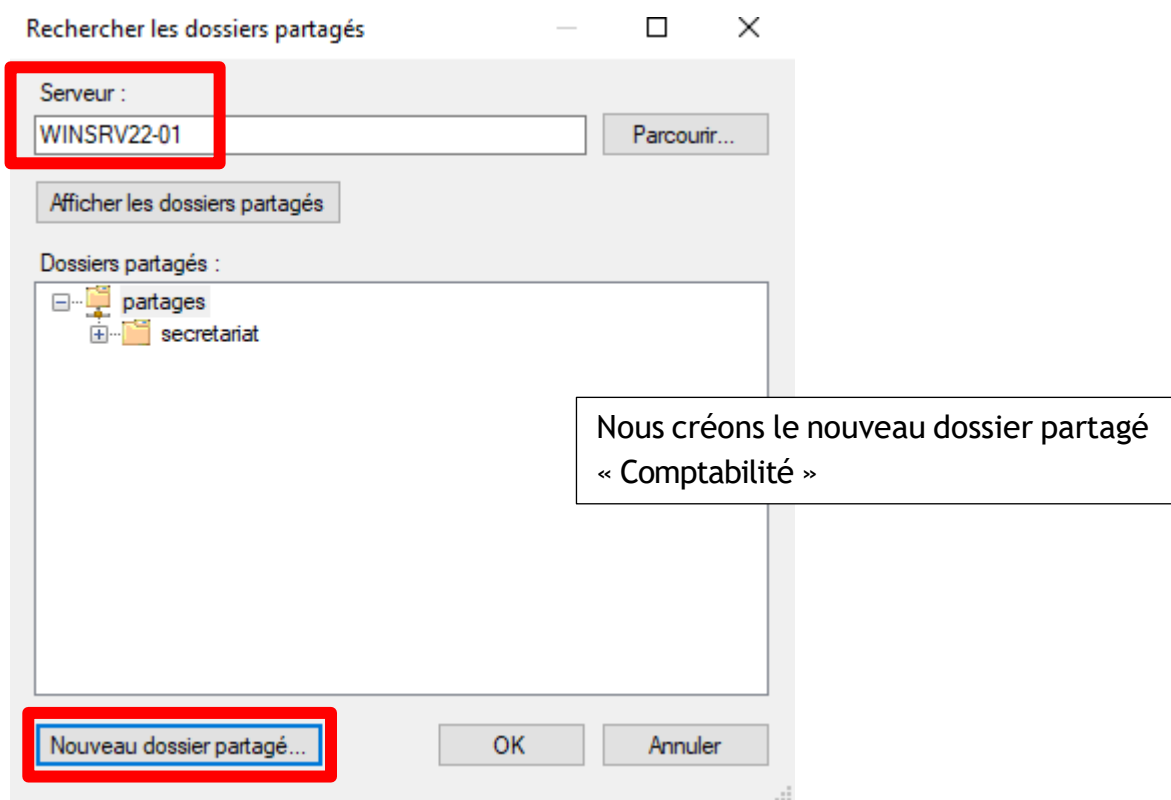 Rechercher les dossiers partagés
Serveur :
WINSRV22-01
Parcourir...
Afficher les dossiers partagés
Dossiers partagés :
partages
secretariat
Nous créons le nouveau dossier partagé
« Comptabilité »
Nouveau dossier partagé...
OK
Annuler